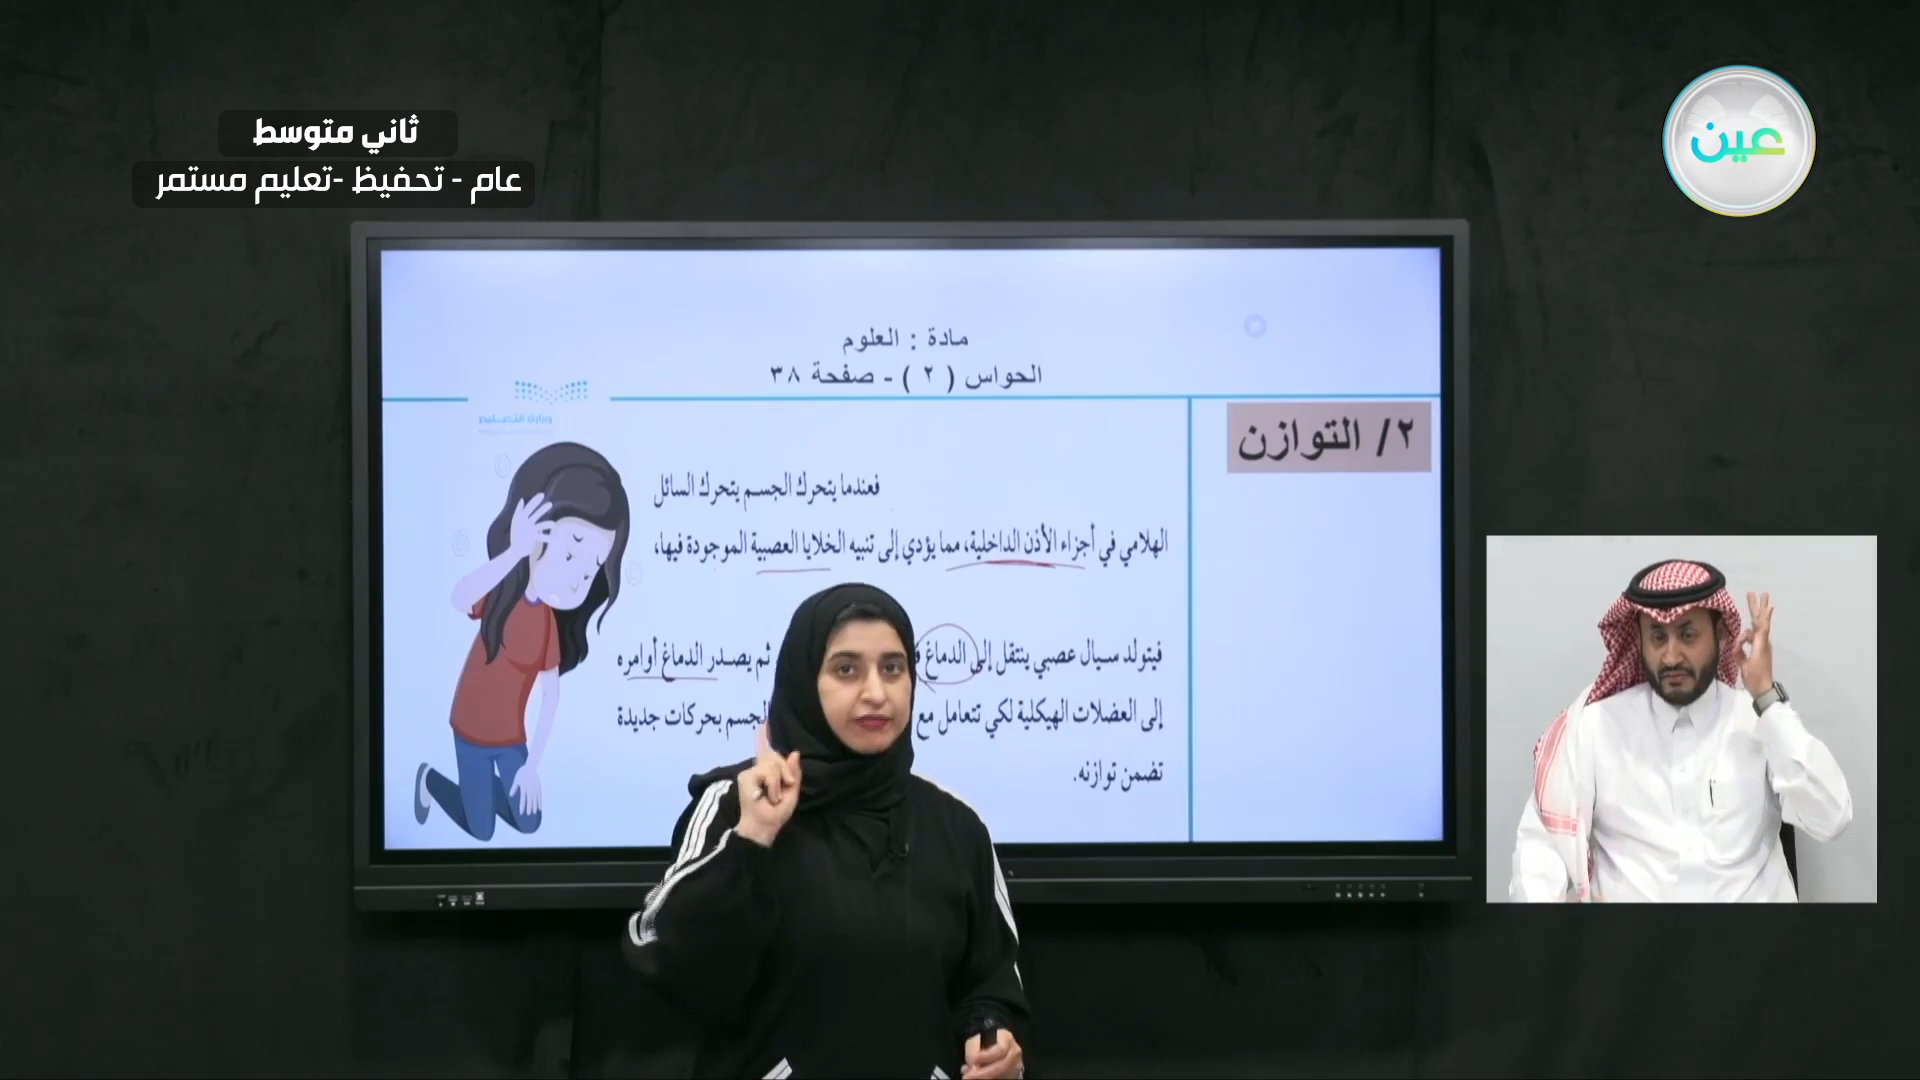 ثاني متوسط
عام - تحفيظ -تعليم مستمر
عين
مادة : العلوم
الحواس ( ٢ ) - صفحة ٣٨
وزارة التعليم
٢/ التوازن
فعندما يتحرك الجسم يتحرك السائل
الهلامي في أجزاء الأذن الداخلية، مما يؤدي إلى تنبيه الخلايا العصبية الموجودة فيها،
فيتولد سيال عصبي ينتقل إلى الدماغ ثم يصدر الدماغ أوامره
إلى العضلات الهيكلية لكي تتعامل مع الجسم بحركات جديدة
تضمن توازنه.